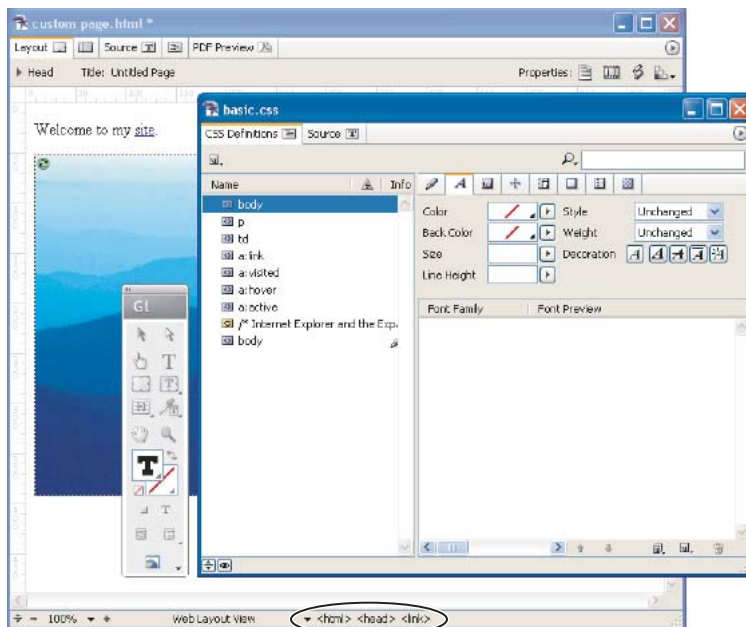 custom page.html *
Layout Source PDF Preview
Head Title: Untitled Page Properties:
Welcome to my site.
basic.css
CSS Definitions Source
Name Info
body
p
td
a:link
a:visited
a:hover
a:active
/* Internet Explorer and the Exp.
body
Color Style Unchanged
Back Color Weight Unchanged
Size Decoration
Line Height
Font Family Font Preview
GL
T
T
T
100% Web Layout View <html> <head> <link>